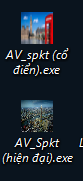 AV_spkt (cổ
điển).exe
AV_Spkt
(hiện đại).exe
L